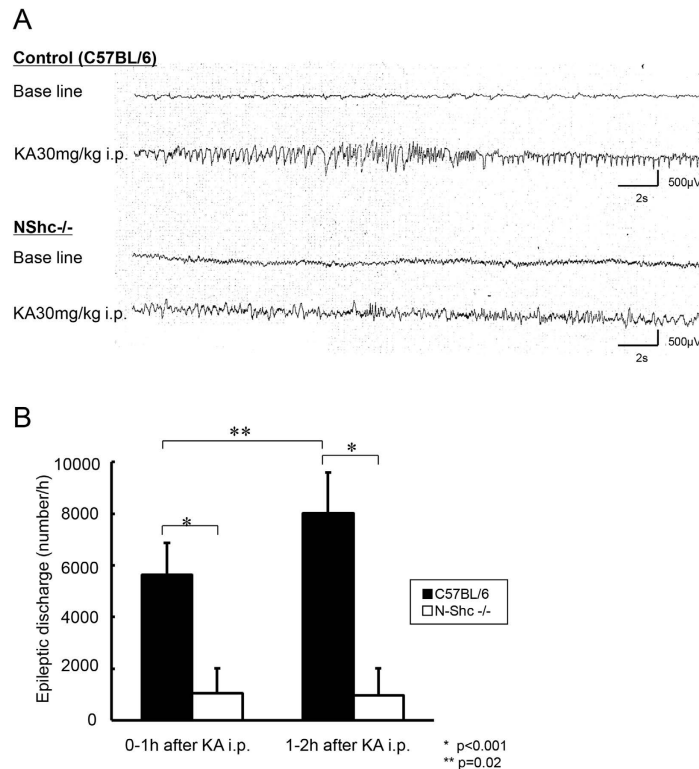 A
Control (C57BL/6)
Base line
KA30mg/kg i.p.
500μV
2s
NShc-/-
Base line
KA30mg/kg i.p.
500μV
2s
B
** 
*
*
10000
8000
6000
4000
2000
0
Epileptic discharge (number/h)
C57BL/6
N-Shc -/-
0-1h after KA i.p.
1-2h after KA i.p.
* p<0.001
** p=0.02